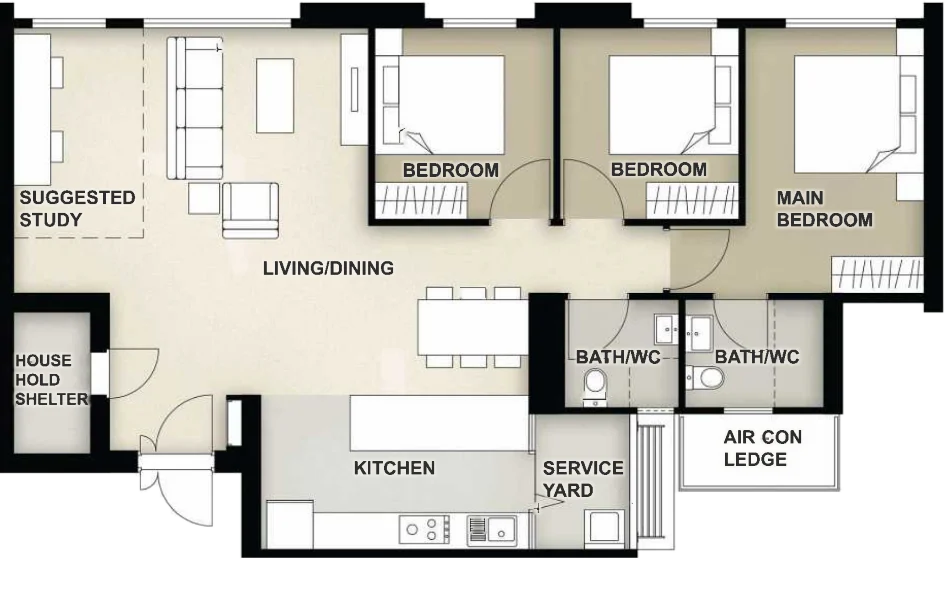 BEDROOM
BEDROOM
SUGGESTED
STUDY
MAIN
BEDROOM
LIVING/DINING
HOUSE
HOLD
SHELTER
BATH/WC
BATH/WC
KITCHEN
SERVICE
YARD
AIR CON
LEDGE